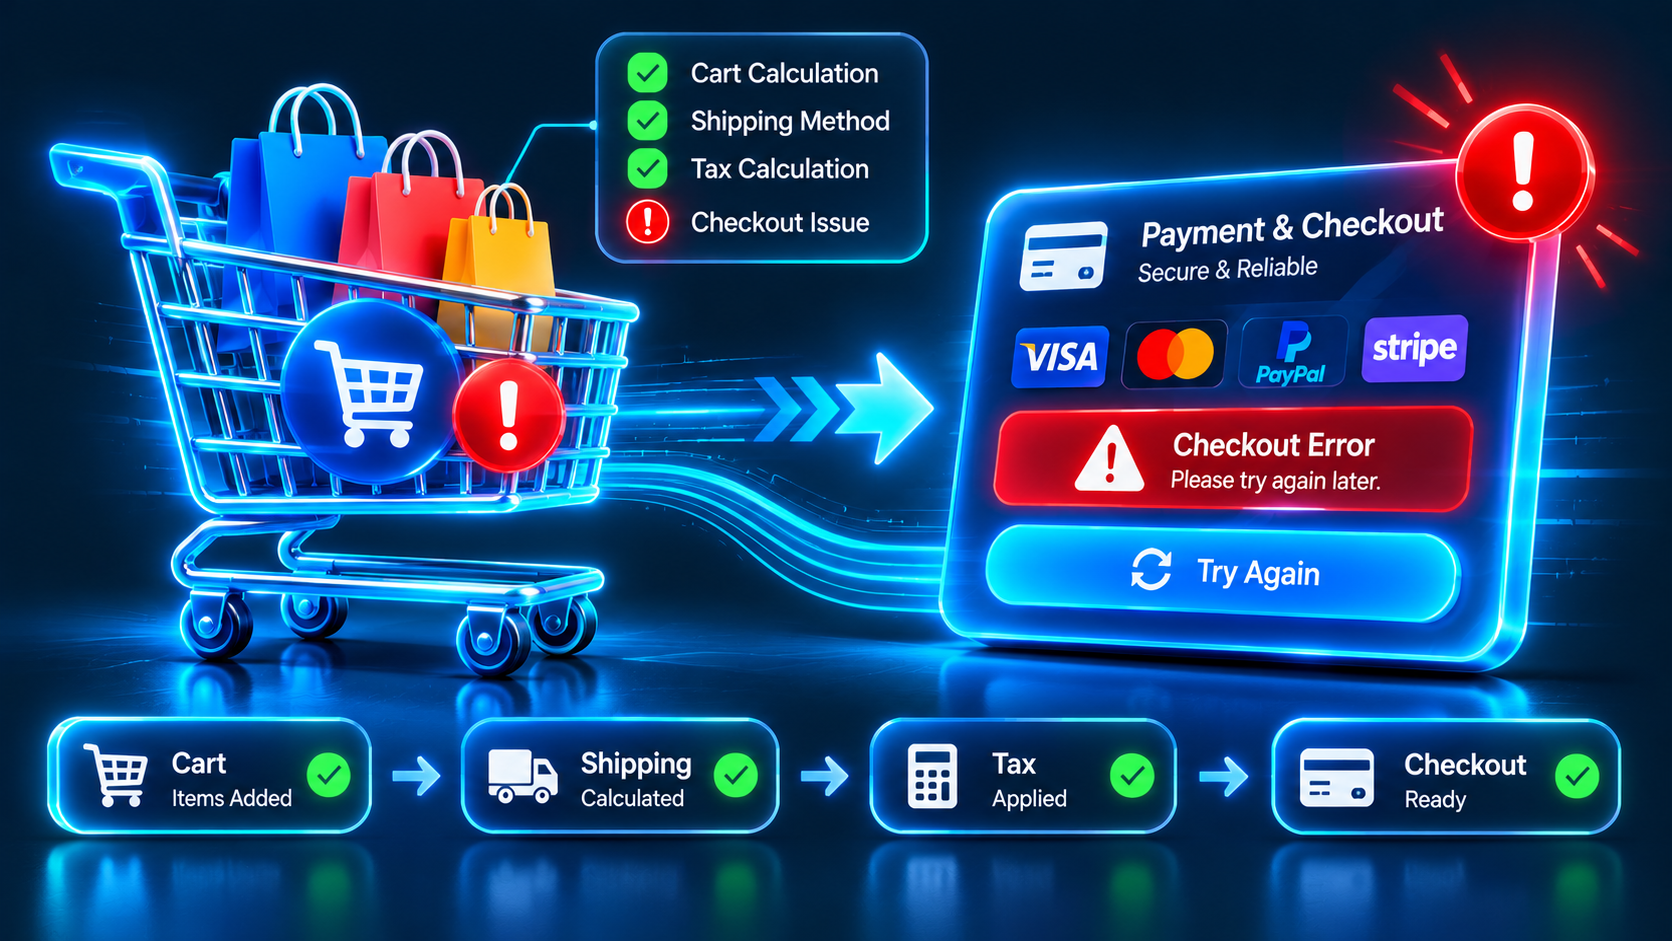 Cart Calculation
Shipping Method
Tax Calculation
Checkout Issue
Payment & Checkout
Secure & Reliable
VISA
PayPal
stripe
Checkout Error
Please try again later.
Try Again
Cart
Items Added
Shipping
Calculated
Tax
Applied
Checkout
Ready